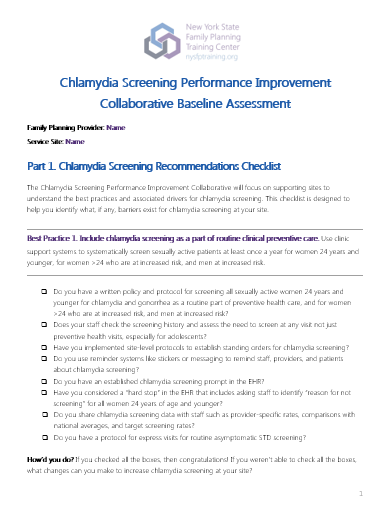 New York State
Family Planning
Training Center
nysfptraining.org
Chlamydia Screening Performance Improvement
Collaborative Baseline Assessment
Family Planning Provider: Name
Service Site: Name
Part 1. Chlamydia Screening Recommendations Checklist
The Chlamydia Screening Performance Improvement Collaborative will focus on supporting sites to
understand the best practices and associated drivers for chlamydia screening. This checklist is designed to
help you identify what, if any, barriers exist for chlamydia screening at your site.
Best Practice 1. Include chlamydia screening as a part of routine clinical preventive care. Use clinic
support systems to systematically screen sexually active patients at least once a year for women 24 years and
younger, for women >24 who are at increased risk, and men at increased risk.
❑ Do you have a written policy and protocol for screening all sexually active women 24 years and
younger for chlamydia and gonorrhea as a routine part of preventive health care, and for women
>24 who are at increased risk, and men at increased risk?
❑ Does your staff check the screening history and assess the need to screen at any visit not just
preventive health visits, especially for adolescents?
❑ Have you implemented site-level protocols to establish standing orders for chlamydia screening?
❑ Do you use reminder systems like stickers or messaging to remind staff, providers, and patients
about chlamydia screening?
❑ Do you have an established chlamydia screening prompt in the EHR?
❑ Have you considered a "hard stop" in the EHR that includes asking staff to identify "reason for not
screening" for all women 24 years of age and younger?
❑ Do you share chlamydia screening data with staff such as provider-specific rates, comparisons with
national averages, and target screening rates?
❑ Do you have a protocol for express visits for routine asymptomatic STD screening?
How'd you do? If you checked all the boxes, then congratulations! If you weren't able to check all the boxes,
what changes can you make to increase chlamydia screening at your site?
1